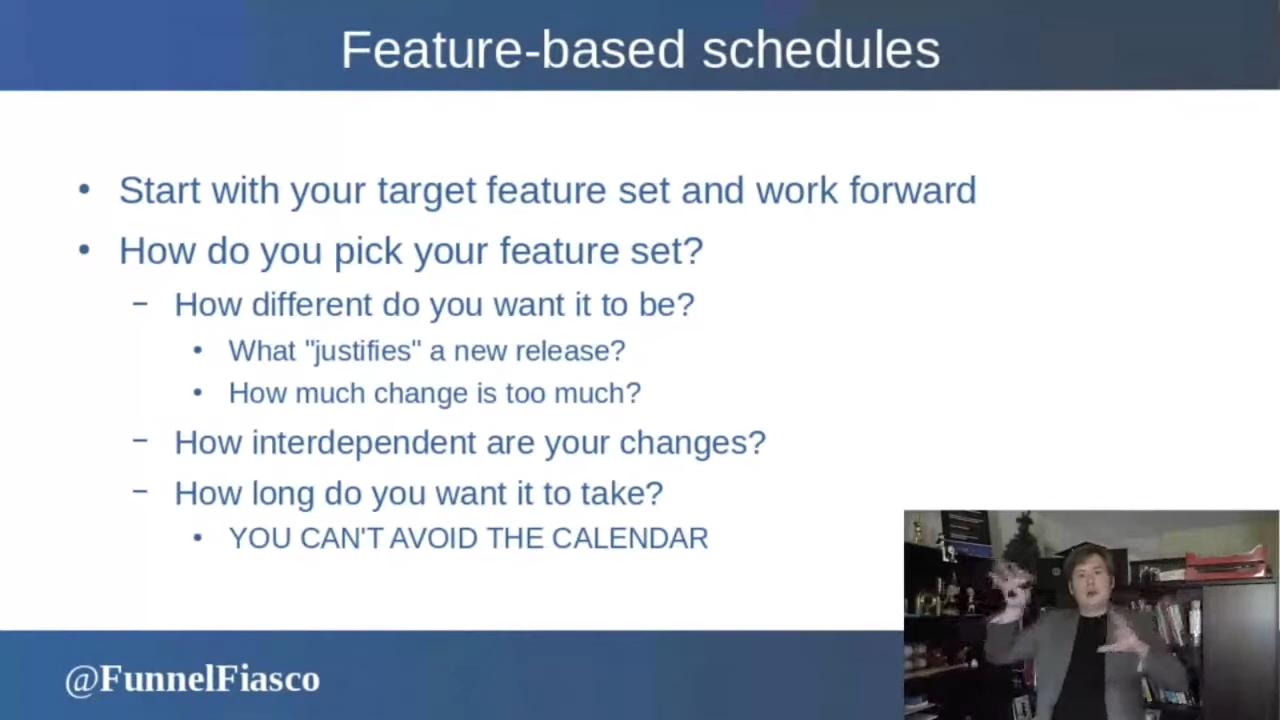 Feature-based schedules
• Start with your target feature set and work forward
• How do you pick your feature set?
– How different do you want it to be?
• What "justifies" a new release?
• How much change is too much?
– How interdependent are your changes?
– How long do you want it to take?
• YOU CAN'T AVOID THE CALENDAR
@FunnelFiasco